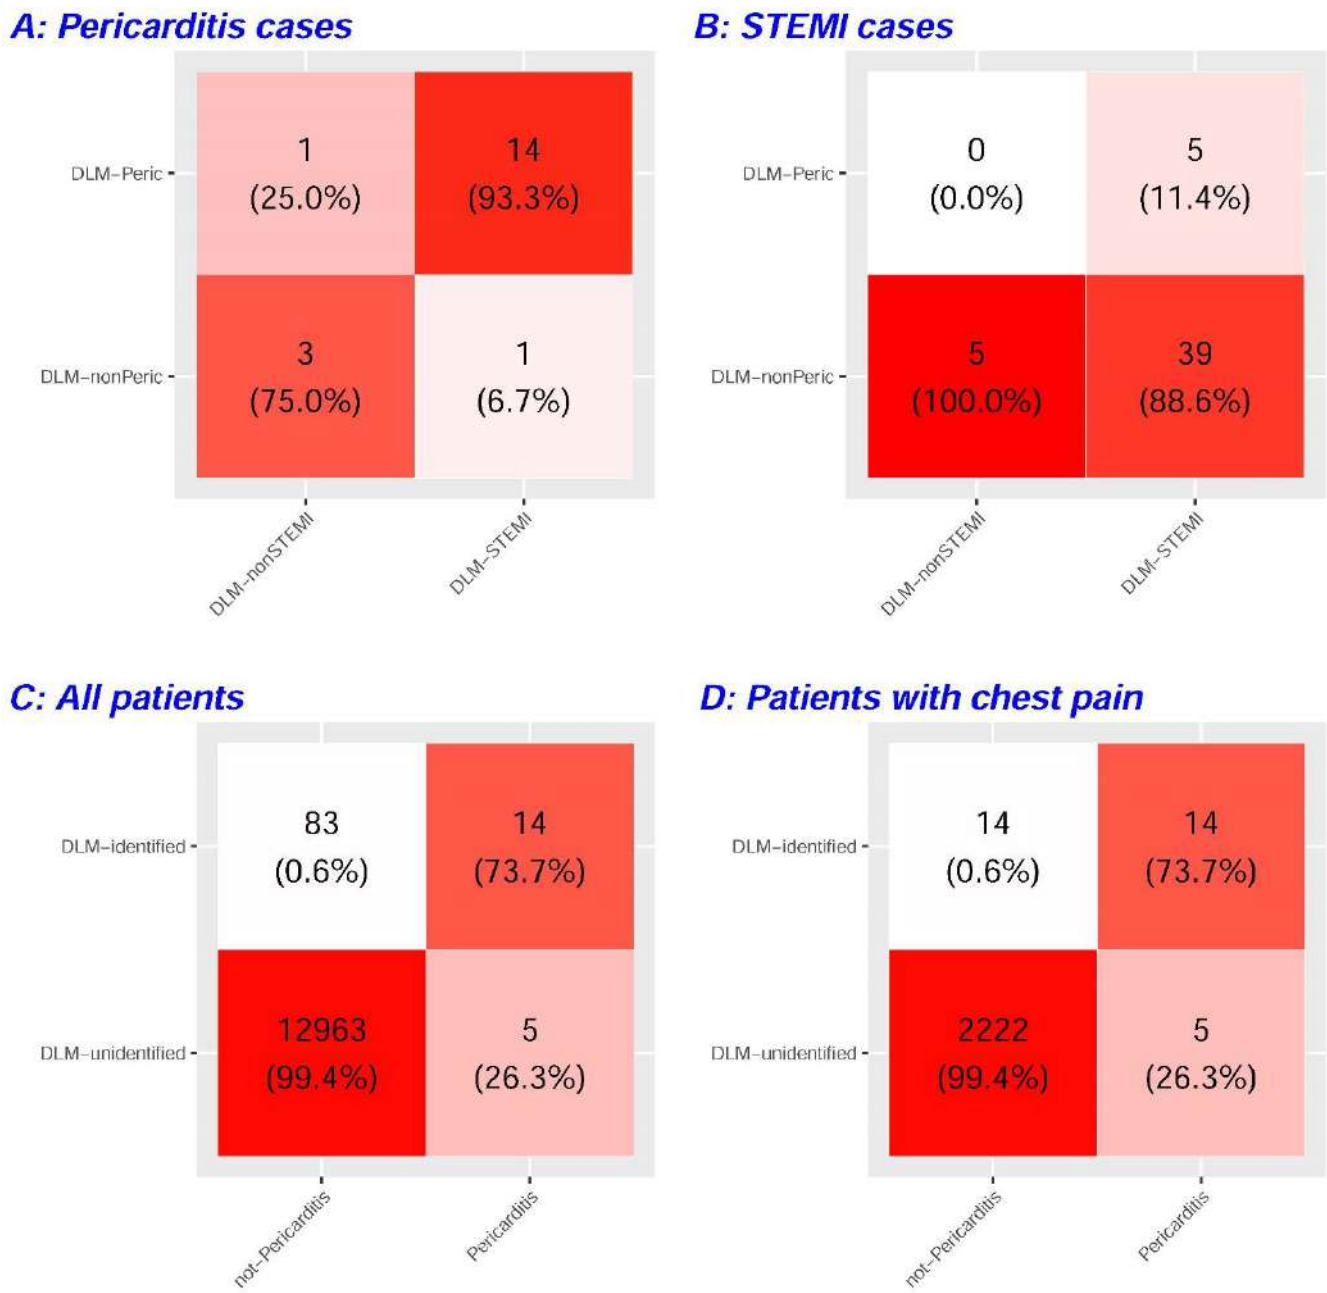 A: Pericarditis cases
DLM-Peric
1
(25.0%)
14
(93.3%)
DLM-nonPeric
3
(75.0%)
1
(6.7%)
DLM-nonSTEMI
DLM-STEMI
B: STEMI cases
DLM-Peric
0
(0.0%)
5
(11.4%)
DLM-nonPeric
5
(100.0%)
39
(88.6%)
DLM-nonSTEMI
DLM-STEMI
C: All patients
DLM-identified
83
(0.6%)
14
(73.7%)
DLM-unidentified
12963
(99.4%)
5
(26.3%)
not-Pericarditis
Pericarditis
D: Patients with chest pain
DLM-identified
14
(0.6%)
14
(73.7%)
DLM-unidentified
2222
(99.4%)
5
(26.3%)
not-Pericarditis
Pericarditis